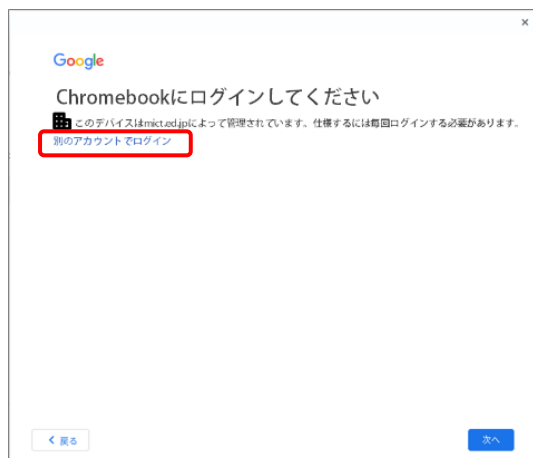 ×
Google
Chromebookにログインしてください
このデバイスはmict.ed.jpによって管理されています。仕様するには毎回ログインする必要があります。
別のアカウントでログイン
戻る
次へ